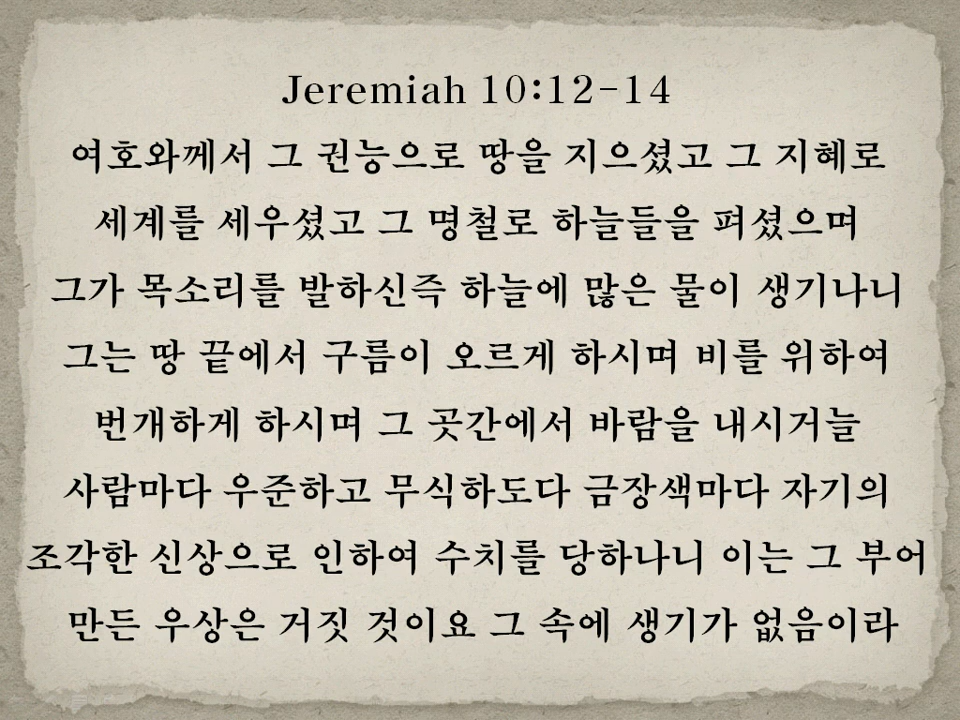 Jeremiah 10:12-14
여호와께서 그 권능으로 땅을 지으셨고 그 지혜로
세계를 세우셨고 그 명철로 하늘들을 펴셨으며
그가 목소리를 발하신즉 하늘에 많은 물이 생기나니
그는 땅 끝에서 구름이 오르게 하시며 비를 위하여
번개하게 하시며 그 곳간에서 바람을 내시거늘
사람마다 우준하고 무식하도다 금장색마다 자기의
조각한 신상으로 인하여 수치를 당하나니 이는 그 부어
만든 우상은 거짓 것이요 그 속에 생기가 없음이라